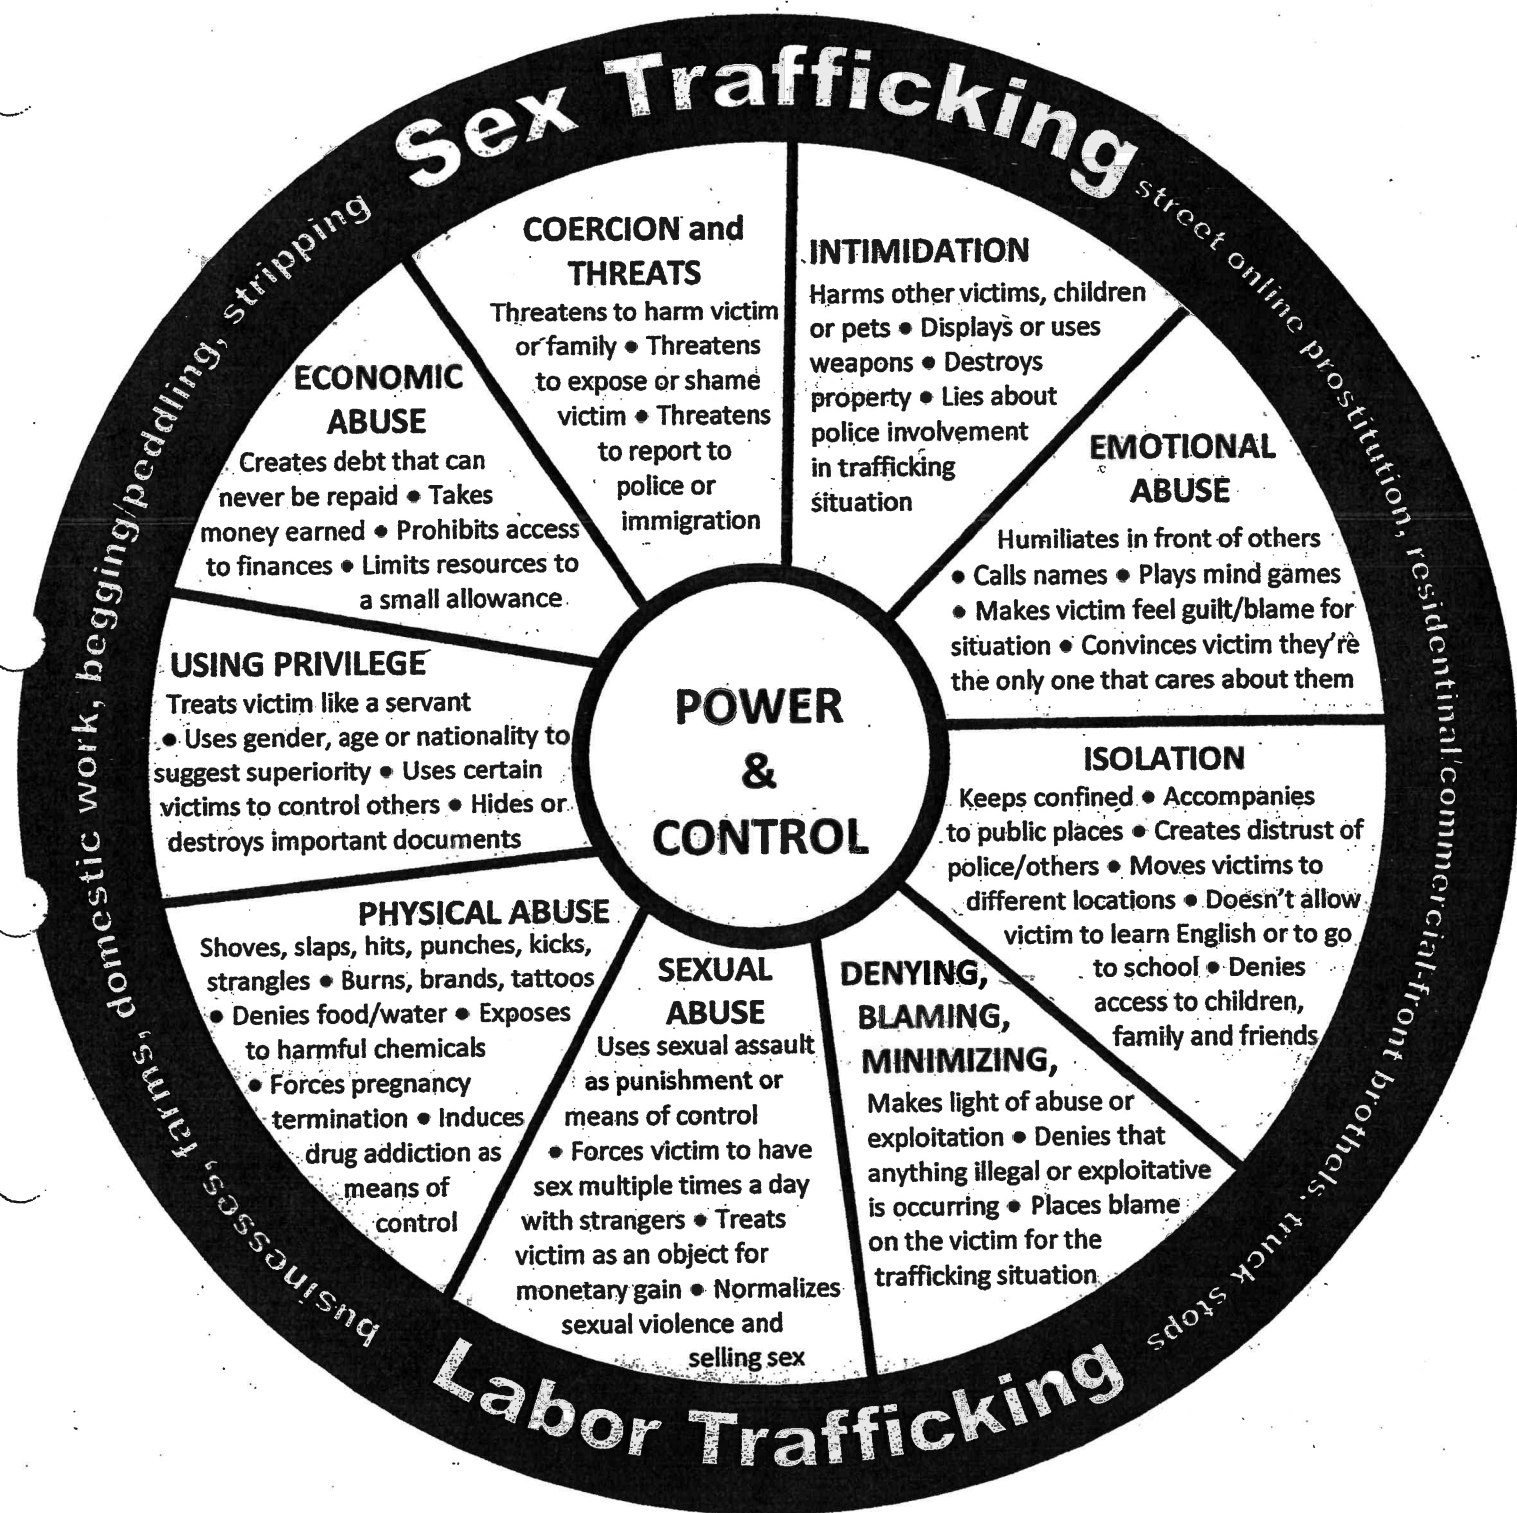 Sex Trafficking
street online prostitution, residentinal/commercial-front brothels, truck stops
Labor Trafficking
businesses, farms, domestic work, begging/peddling, stripping
COERCION and
THREATS
Threatens to harm victim
or family • Threatens
to expose or shame
victim • Threatens
to report to
police or
immigration
INTIMIDATION
Harms other victims, children
or pets • Displays or uses
weapons • Destroys
property • Lies about
police involvement
in trafficking
situation
EMOTIONAL
ABUSE
Humiliates in front of others
• Calls names • Plays mind games
• Makes victim feel guilt/blame for
situation • Convinces victim they're
the only one that cares about them
ISOLATION
Keeps confined • Accompanies
to public places • Creates distrust of
police/others • Moves victims to
different locations • Doesn't allow
victim to learn English or to go
to school • Denies
access to children,
family and friends
DENYING,
BLAMING,
MINIMIZING,
Makes light of abuse or
exploitation • Denies that
anything illegal or exploitative
is occurring • Places blame
on the victim for the
trafficking situation
SEXUAL
ABUSE
Uses sexual assault
as punishment or
means of control
• Forces victim to have
sex multiple times a day
with strangers • Treats
victim as an object for
monetary gain • Normalizes
sexual violence and
selling sex
PHYSICAL ABUSE
Shoves, slaps, hits, punches, kicks,
strangles • Burns, brands, tattoos
• Denies food/water • Exposes
to harmful chemicals
• Forces pregnancy
termination • Induces
drug addiction as
means of
control
USING PRIVILEGE
Treats victim like a servant
• Uses gender, age or nationality to
suggest superiority • Uses certain
victims to control others • Hides or
destroys important documents
ECONOMIC
ABUSE
Creates debt that can
never be repaid • Takes
money earned • Prohibits access
to finances • Limits resources to
a small allowance
POWER
&
CONTROL